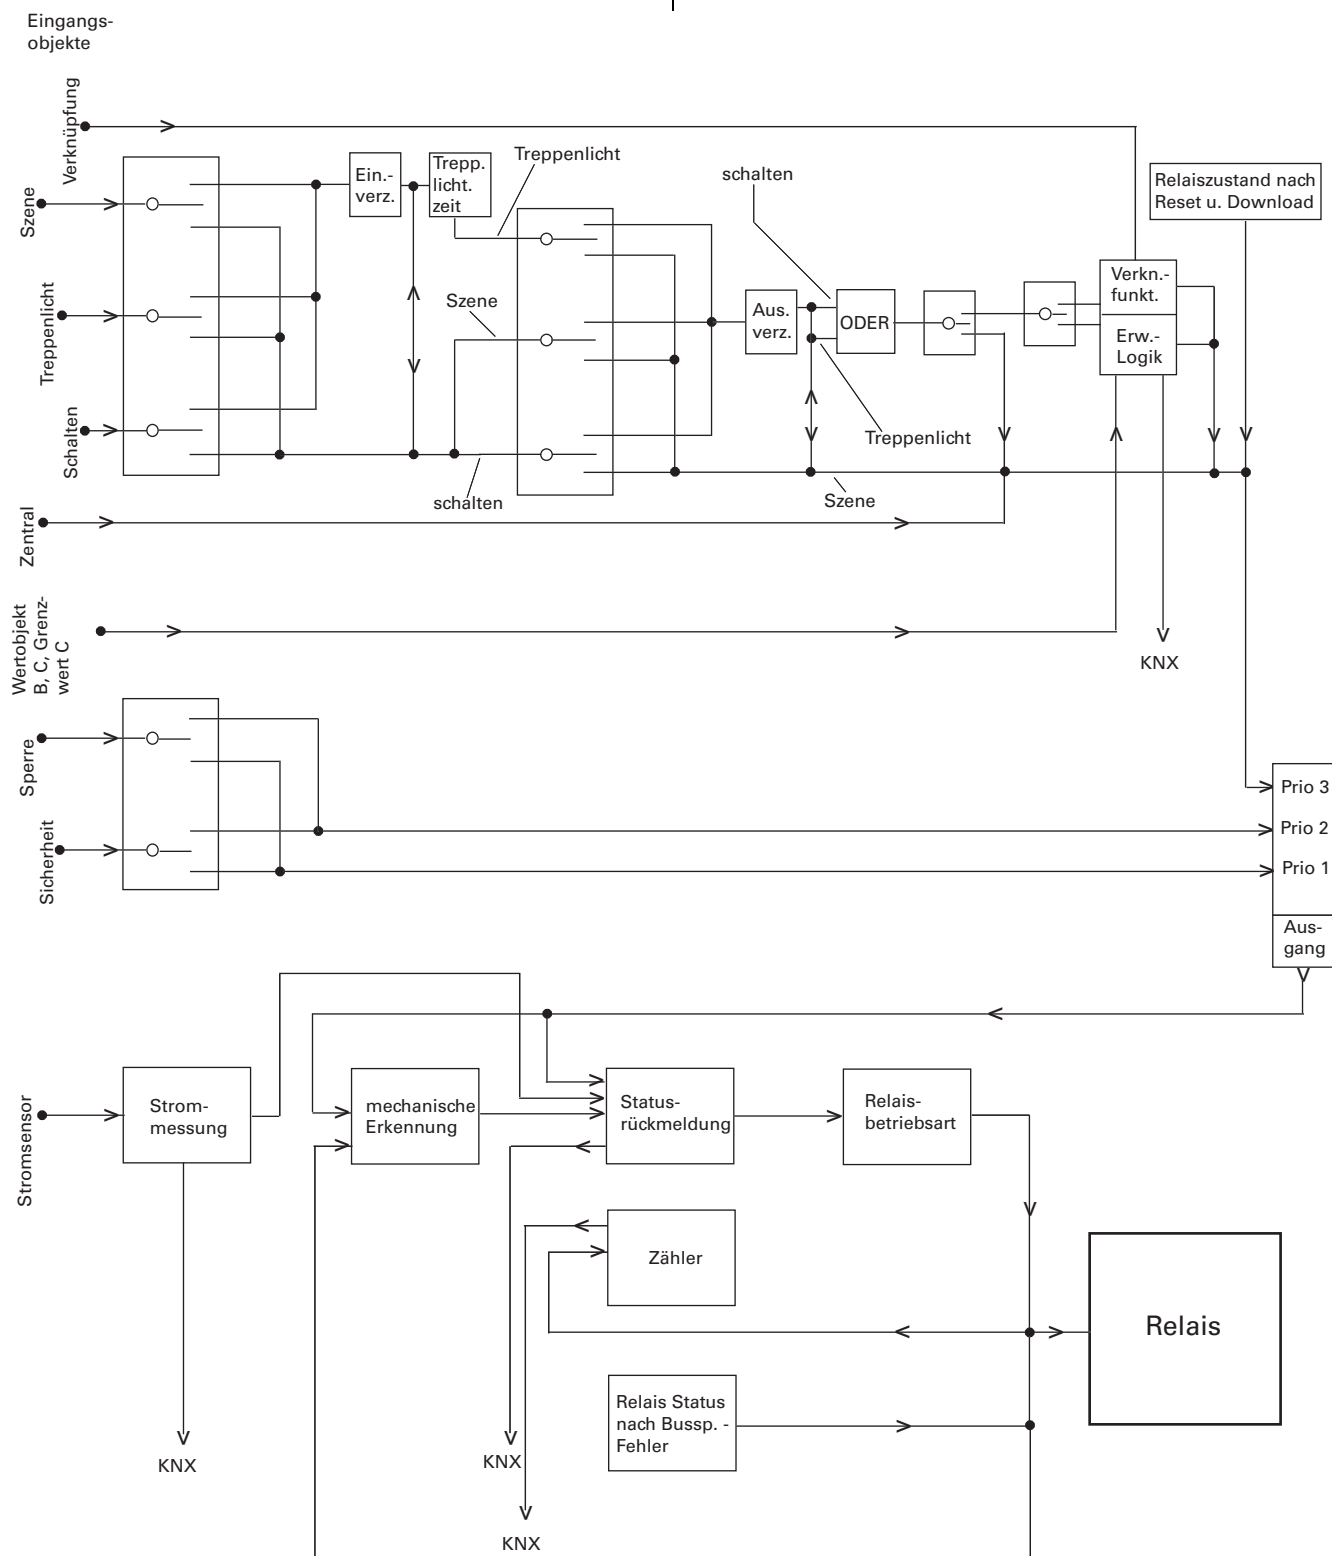 Eingangs-
objekte
Verknüpfung
Szene
Treppenlicht
Schalten
Zentral
Wertobjekt
B, C, Grenz-
wert C
Sperre
Sicherheit
Stromsensor
Ein.-
verz.
Trepp.
licht.
zeit
Treppenlicht
Szene
schalten
schalten
Aus.
verz.
ODER
Treppenlicht
Szene
Verkn.-
funkt.
Erw.-
Logik
Relaiszustand nach
Reset u. Download
KNX
Prio 3
Prio 2
Prio 1
Aus-
gang
Strom-
messung
mechanische
Erkennung
Status-
rückmeldung
Relais-
betriebsart
Zähler
Relais
Relais Status
nach Bussp. -
Fehler
KNX
KNX
KNX